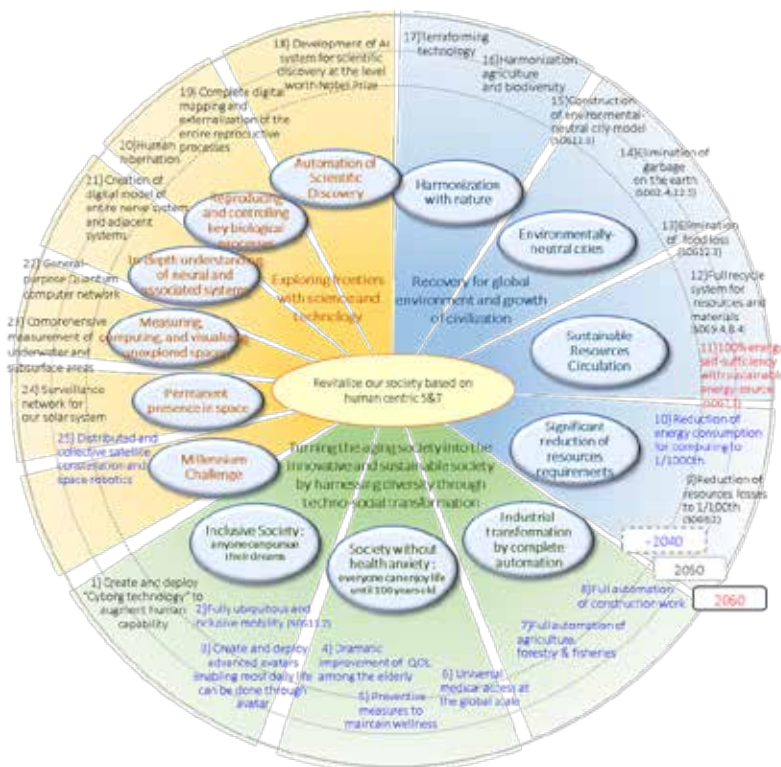 18) Development of AI
system for scientific
discovery at the level
worth Nobel Prize
17)Terraforming
technology
16)Harmonization
agriculture
and biodiversity
15)Construction
of environmental-
neutral city model
14)Elimination of
garbage
on the earth
13)Elimination
of food loss
12)Full recycle
system for
resources and
materials
11)100% energy
self-sufficiency
with sustainable
energy source
10)Reduction of
energy consumption
for computing to
1/1000th
9)Reduction of
resources losses
to 1/100th
19) Complete digital
mapping and
externalization of the
entire reproductive
processes
20)Human
hibernation
21)Creation of
digital model of
entire nerve system
and adjacent
systems
22) General-
purpose Quantum
computer network
23) Comprehensive
measurement of
underwater and
subsurface areas
24) Surveillance
network for
our solar system
25) Distributed and
collective satellite
constellation and
space robotics
Automation of
Scientific
Discovery
Reproducing
and controlling
key biological
processes
In-depth understanding
of neural and
associated systems
Measuring,
computing, and visualizing
unexplored spaces
Permanent
presence in space
Millennium
Challenge
Exploring frontiers
with science and
technology
Harmonization
with nature
Environmentally-
neutral cities
Recovery for global
environment and growth
of civilization
Sustainable
Resources
Circulation
Significant
reduction of
resources
requirements
Revitalize our society based on
human centric S&T
Turning the aging society into the
innovative and sustainable society
by harnessing diversity through
techno-social transformation
Inclusive Society :
anyone can pursue
their dreams
Society without
health anxiety :
everyone can enjoy life
until 100 years old
Industrial
transformation
by complete
automation
-2040
2050
2060
1) Create and deploy
"Cyborg technology" to
augment human
capability
2)Fully ubiquitous and
inclusive mobility
3) Create and deploy
advanced avatars
Enabling most daily life
can be done through
avatar
4) Dramatic
improvement of QOL
among the elderly
5) Preventive
measures to
maintain wellness
6) Universal
medical access at
the global scale
7)Full automation of
agriculture,
forestry & fisheries
8)Full automation
of construction work